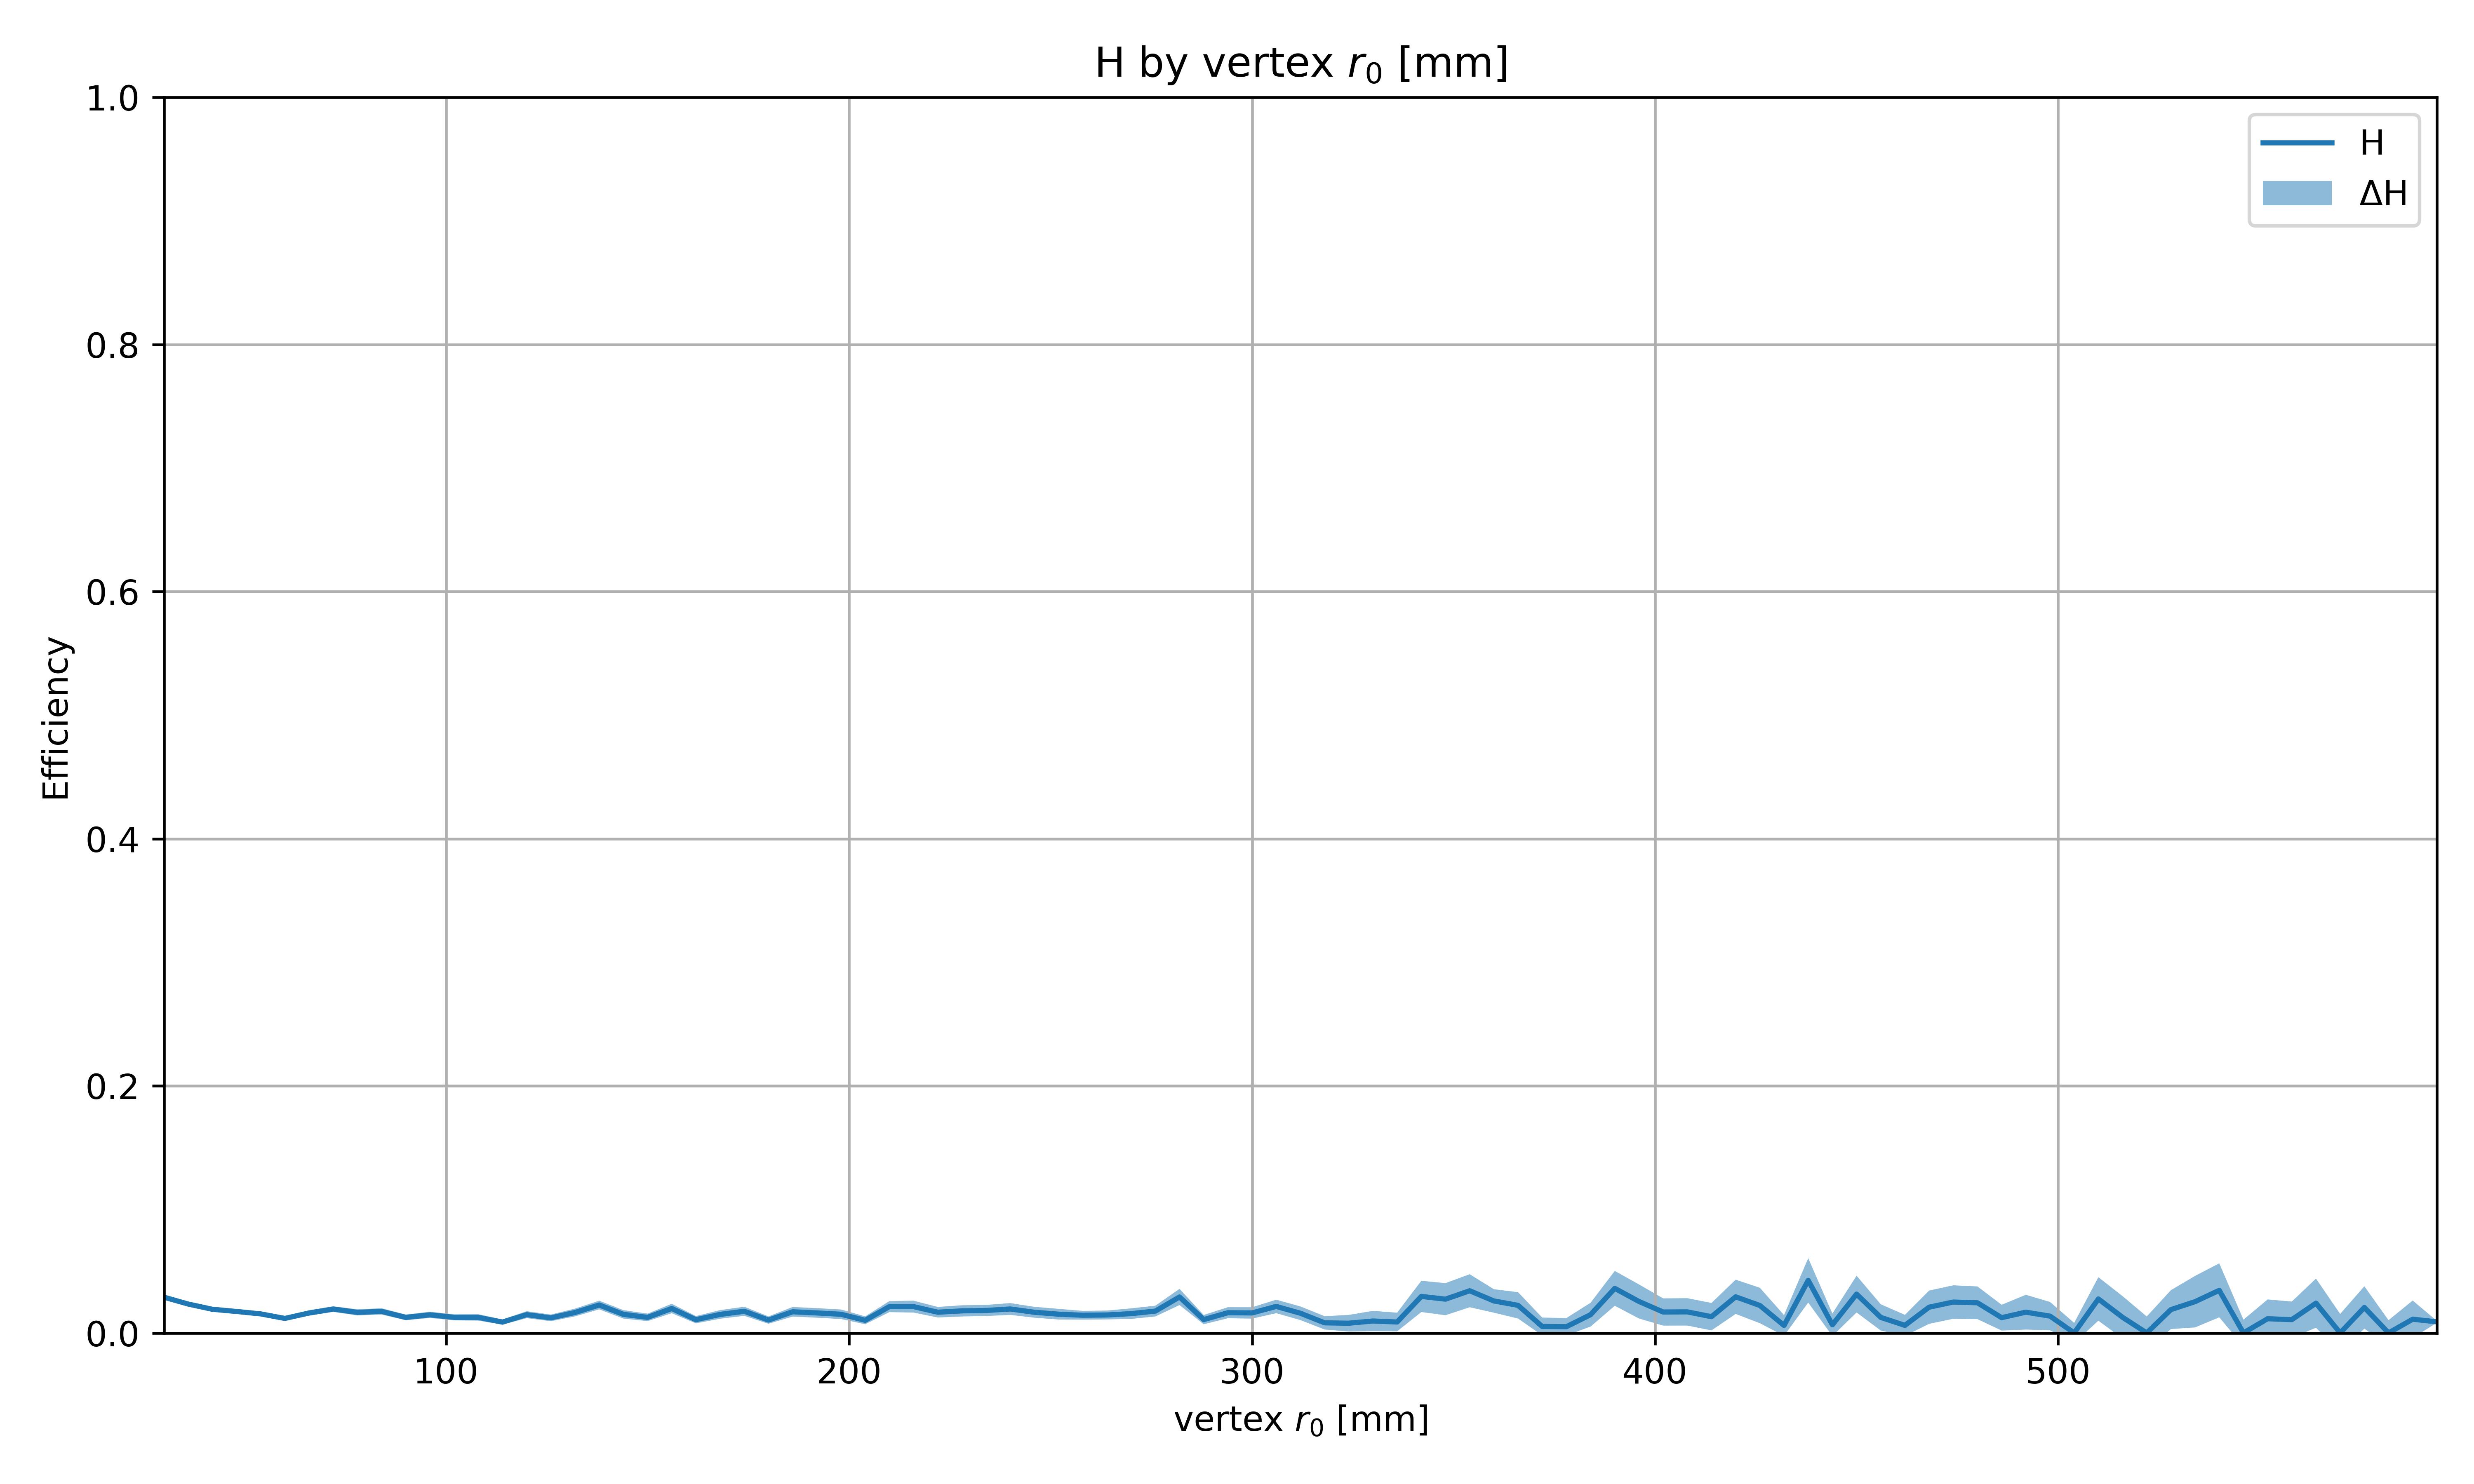 H by vertex r₀ [mm]
1.0
0.8
0.6
0.4
0.2
0.0
Efficiency
H
ΔH
100 200 300 400 500
vertex r₀ [mm]